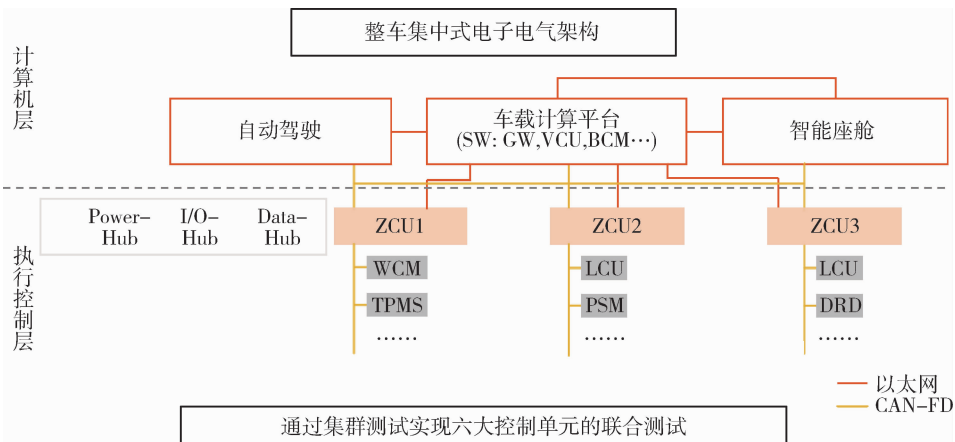 整车集中式电子电气架构
计算机层
自动驾驶
车载计算平台
(SW: GW,VCU,BCM…)
智能座舱
执行控制层
Power–
Hub
I/O–
Hub
Data–
Hub
ZCU1
ZCU2
ZCU3
WCM
LCU
LCU
TPMS
PSM
DRD
……
……
……
以太网
CAN–FD
通过集群测试实现六大控制单元的联合测试